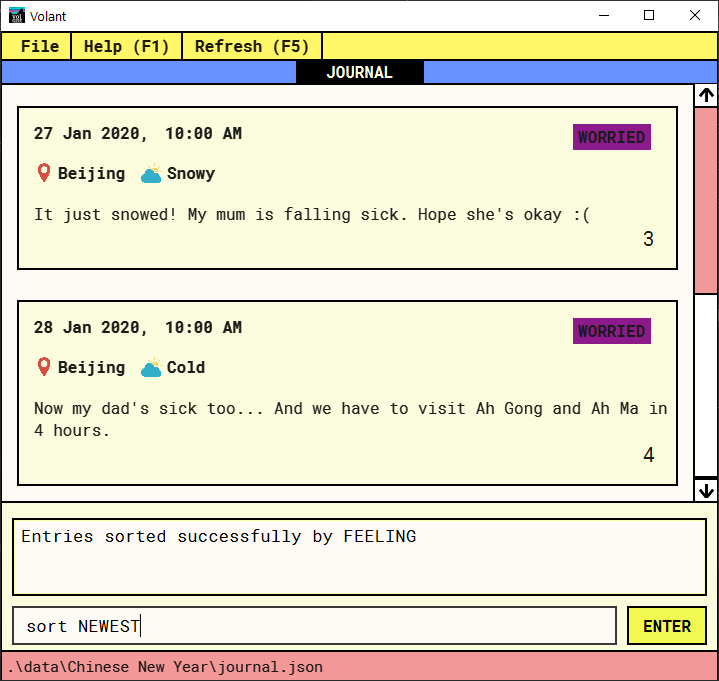 Volant
File Help (F1) Refresh (F5)
JOURNAL
27 Jan 2020, 10:00 AM
WORRIED
Beijing Snowy
It just snowed! My mum is falling sick. Hope she's okay :(
3
28 Jan 2020, 10:00 AM
WORRIED
Beijing Cold
Now my dad's sick too... And we have to visit Ah Gong and Ah Ma in
4 hours.
4
Entries sorted successfully by FEELING
sort NEWEST
ENTER
.\data\Chinese New Year\journal.json